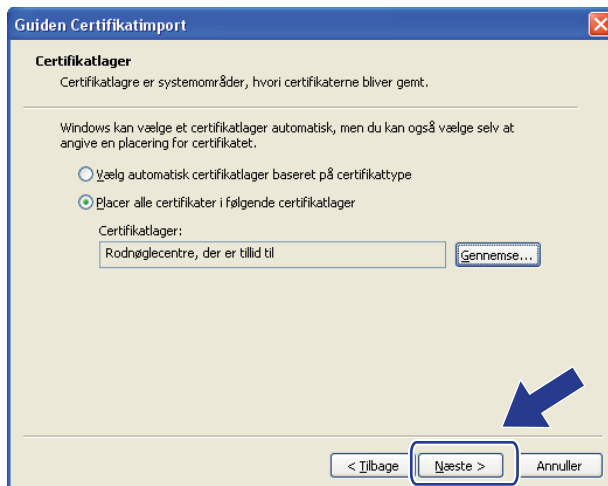 Guiden Certifikatimport
Certifikatlager
Certifikatlagre er systemområder, hvori certifikaterne bliver gemt.
Windows kan vælge et certifikatlager automatisk, men du kan også vælge selv at
angive en placering for certifikatet.
Vælg automatisk certifikatlager baseret på certifikattype
Placer alle certifikater i følgende certifikatlager
Certifikatlager:
Rodnøglecentre, der er tillid til
Gennemse...
< Tilbage
Næste >
Annuller